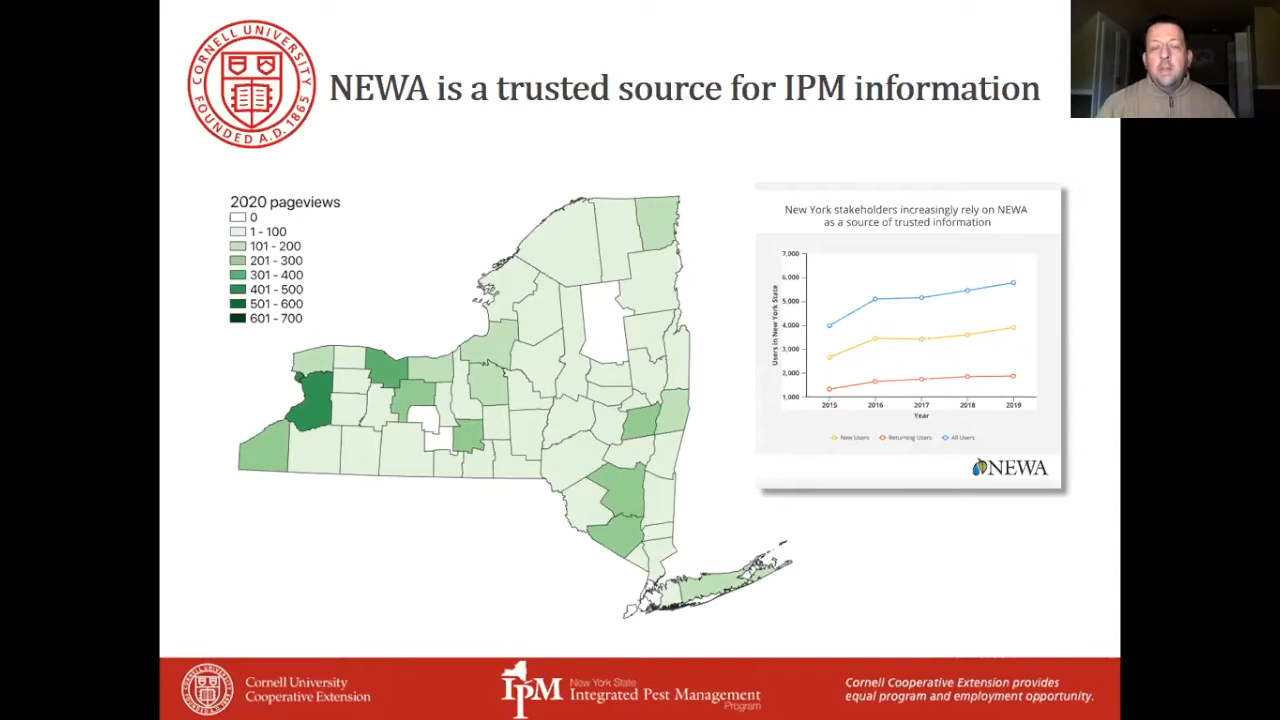 CORNELL UNIVERSITY
FOUNDED A.D. 1865
NEWA is a trusted source for IPM information
2020 pageviews
0
1 - 100
101 - 200
201 - 300
301 - 400
401 - 500
501 - 600
601 - 700
New York stakeholders increasingly rely on NEWA
as a source of trusted information
7,000
6,000
5,000
4,000
3,000
2,000
1,000
Users in New York State
2015 2016 2017 2018 2019
Year
New Users Returning Users All Users
NEWA
Cornell University
Cooperative Extension
IPM
New York State
Integrated Pest Management
Program
Cornell Cooperative Extension provides
equal program and employment opportunity.